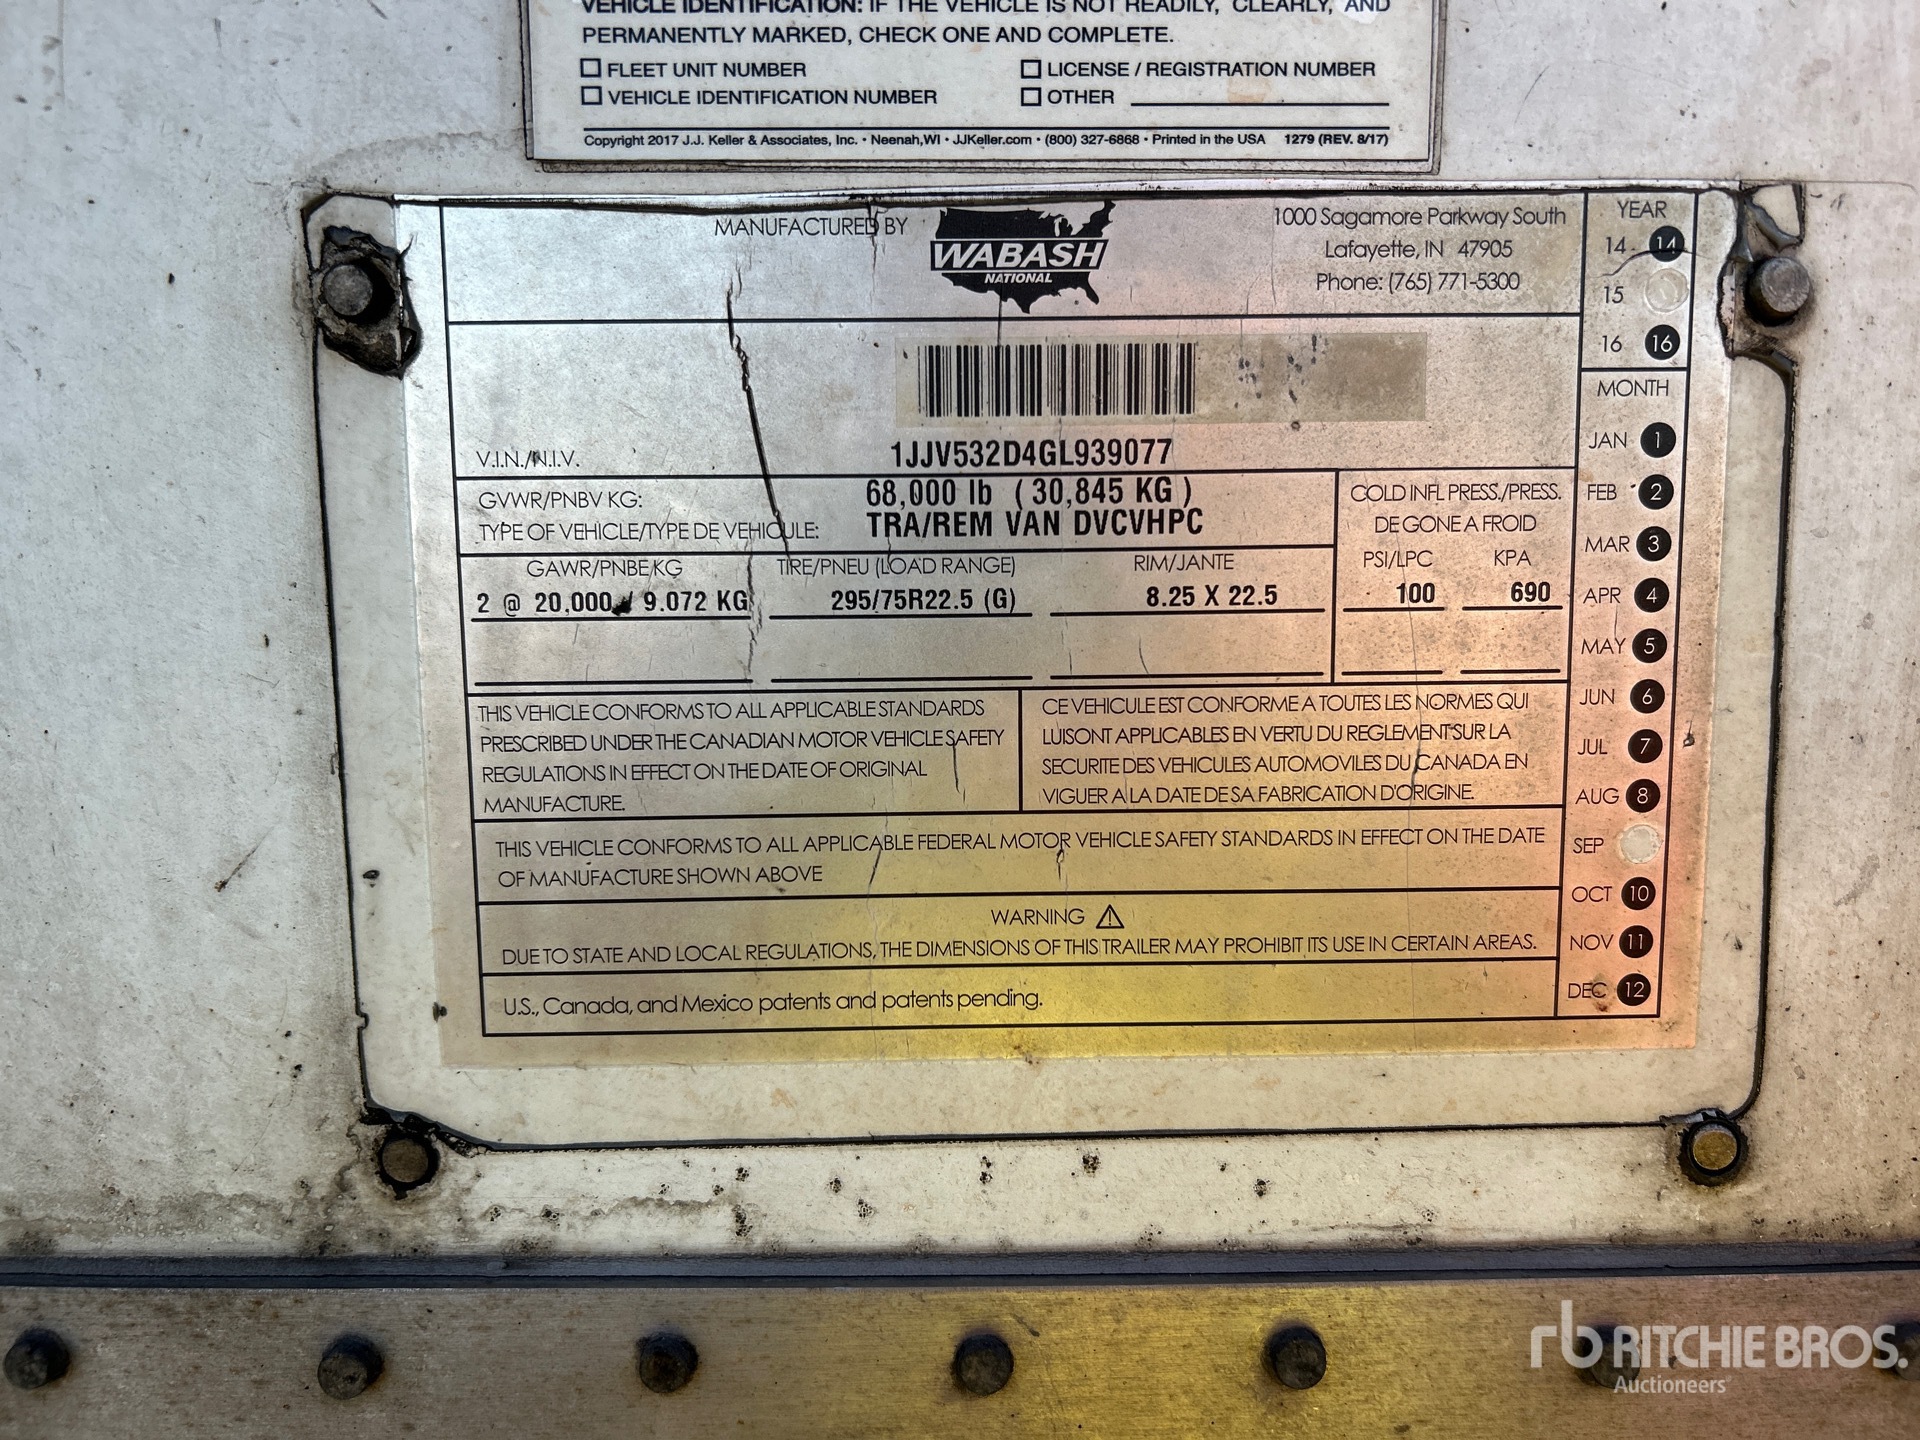 VEHICLE IDENTIFICATION: IF THE VEHICLE IS NOT READILY, CLEARLY, AND
PERMANENTLY MARKED, CHECK ONE AND COMPLETE.
FLEET UNIT NUMBER
LICENSE / REGISTRATION NUMBER
VEHICLE IDENTIFICATION NUMBER
OTHER
Copyright 2017 J.J. Keller & Associates, Inc. • Neenah, WI • JJKeller.com • (800) 327-6868 • Printed in the USA 1279 (REV. 8/17)
MANUFACTURED BY
WABASH
NATIONAL
1000 Sagamore Parkway South
Lafayette, IN 47905
Phone: (765) 771-5300
YEAR
14 14
15
16 16
V.I.N./N.I.V. 1JJV532D4GL939077
GVWR/PNBV KG: 68,000 lb (30,845 KG)
TYPE OF VEHICLE/TYPE DE VEHICULE: TRA/REM VAN DVCVHPC
COLD INFL PRESS./PRESS.
DE GONE A FROID
PSI/LPC KPA
100 690
GAWR/PNBE KG TIRE/PNEU (LOAD RANGE) RIM/JANTE
2 @ 20,000 / 9.072 KG 295/75R22.5 (G) 8.25 X 22.5
THIS VEHICLE CONFORMS TO ALL APPLICABLE STANDARDS
PRESCRIBED UNDER THE CANADIAN MOTOR VEHICLE SAFETY
REGULATIONS IN EFFECT ON THE DATE OF ORIGINAL
MANUFACTURE.
CE VEHICULE EST CONFORME A TOUTES LES NORMES QUI
LUISONT APPLICABLES EN VERTU DU REGLEMENT SUR LA
SECURITE DES VEHICULES AUTOMOVILES DU CANADA EN
VIGUER A LA DATE DE SA FABRICATION D'ORIGINE.
THIS VEHICLE CONFORMS TO ALL APPLICABLE FEDERAL MOTOR VEHICLE SAFETY STANDARDS IN EFFECT ON THE DATE
OF MANUFACTURE SHOWN ABOVE
WARNING
DUE TO STATE AND LOCAL REGULATIONS, THE DIMENSIONS OF THIS TRAILER MAY PROHIBIT ITS USE IN CERTAIN AREAS.
U.S., Canada, and Mexico patents and patents pending.
MONTH
JAN 1
FEB 2
MAR 3
APR 4
MAY 5
JUN 6
JUL 7
AUG 8
SEP
OCT 10
NOV 11
DEC 12
rb RITCHIE BROS.
Auctioneers